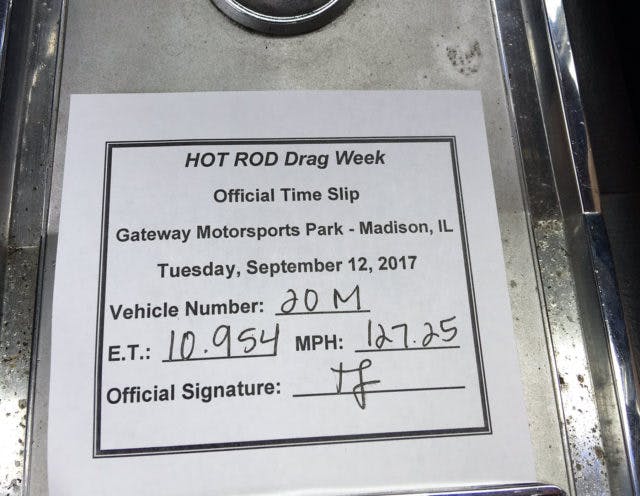 HOT ROD Drag Week
Official Time Slip
Gateway Motorsports Park - Madison, IL
Tuesday, September 12, 2017
Vehicle Number: 20 M
E.T.: 10.954 MPH: 127.25
Official Signature: